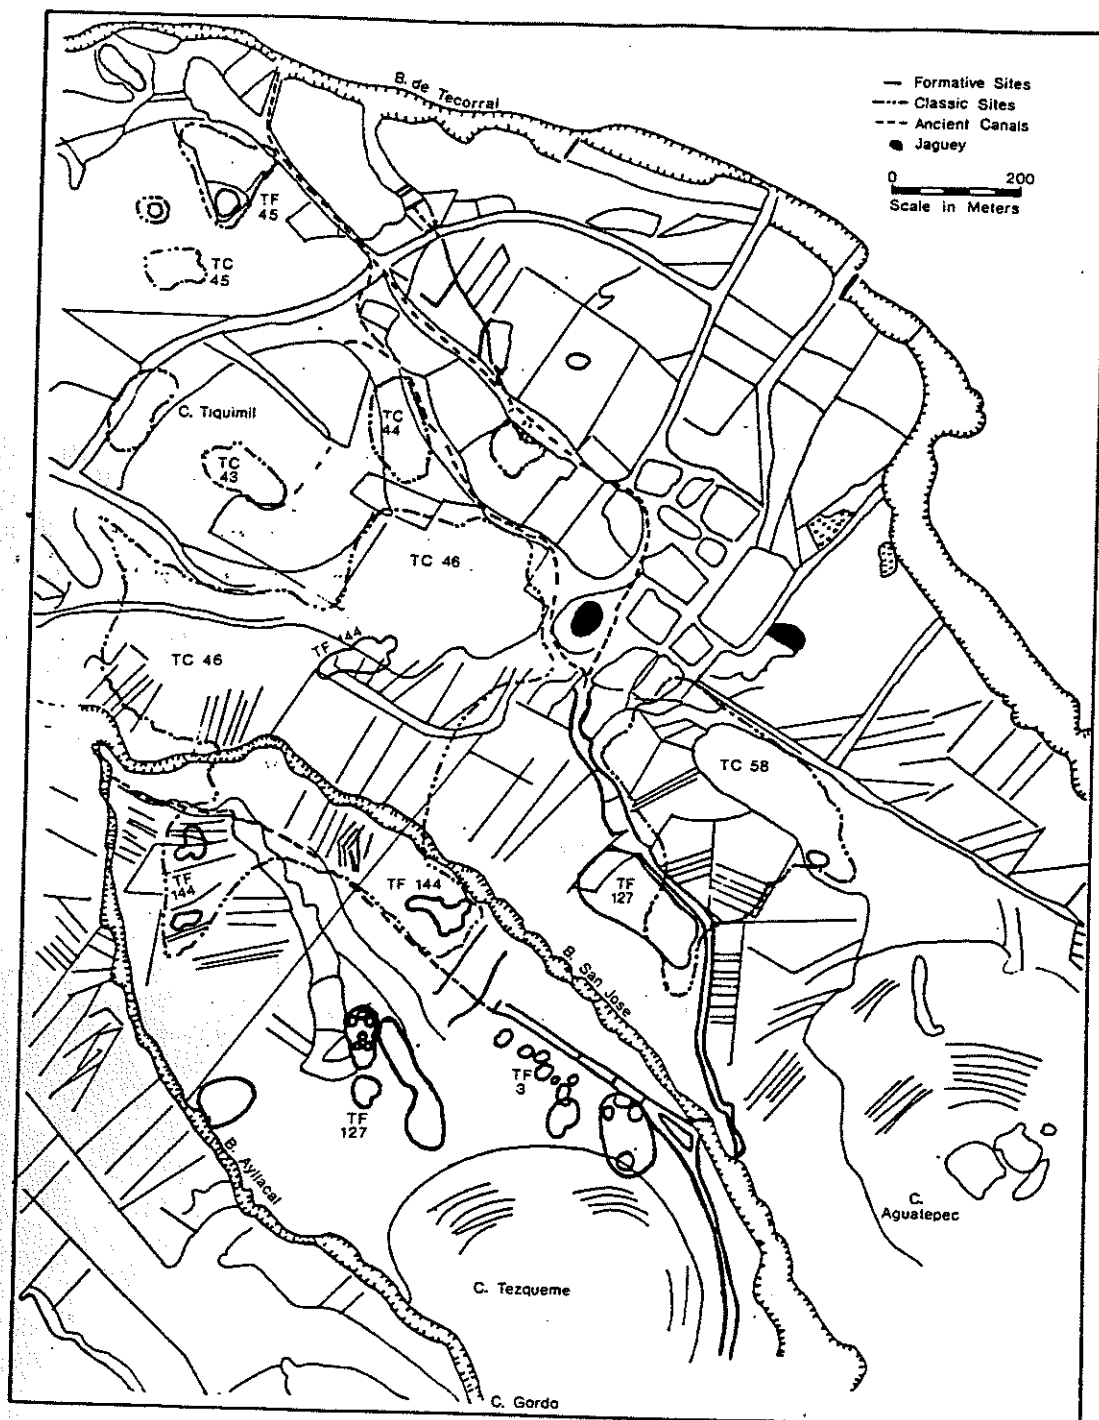 B. de Tecorral
Formative Sites
Classic Sites
Ancient Canals
Jaguey
0 200
Scale in Meters
TF
45
TC
45
C. Tiquimil
TC
44
TC
43
TC 46
TF 144
TC 46
TC 58
TF
144
TF 144
TF
127
B. San Jose
TF
3
TF
127
B. Ayllacal
C.
Aguatepec
C. Tezqueme
C. Gordo